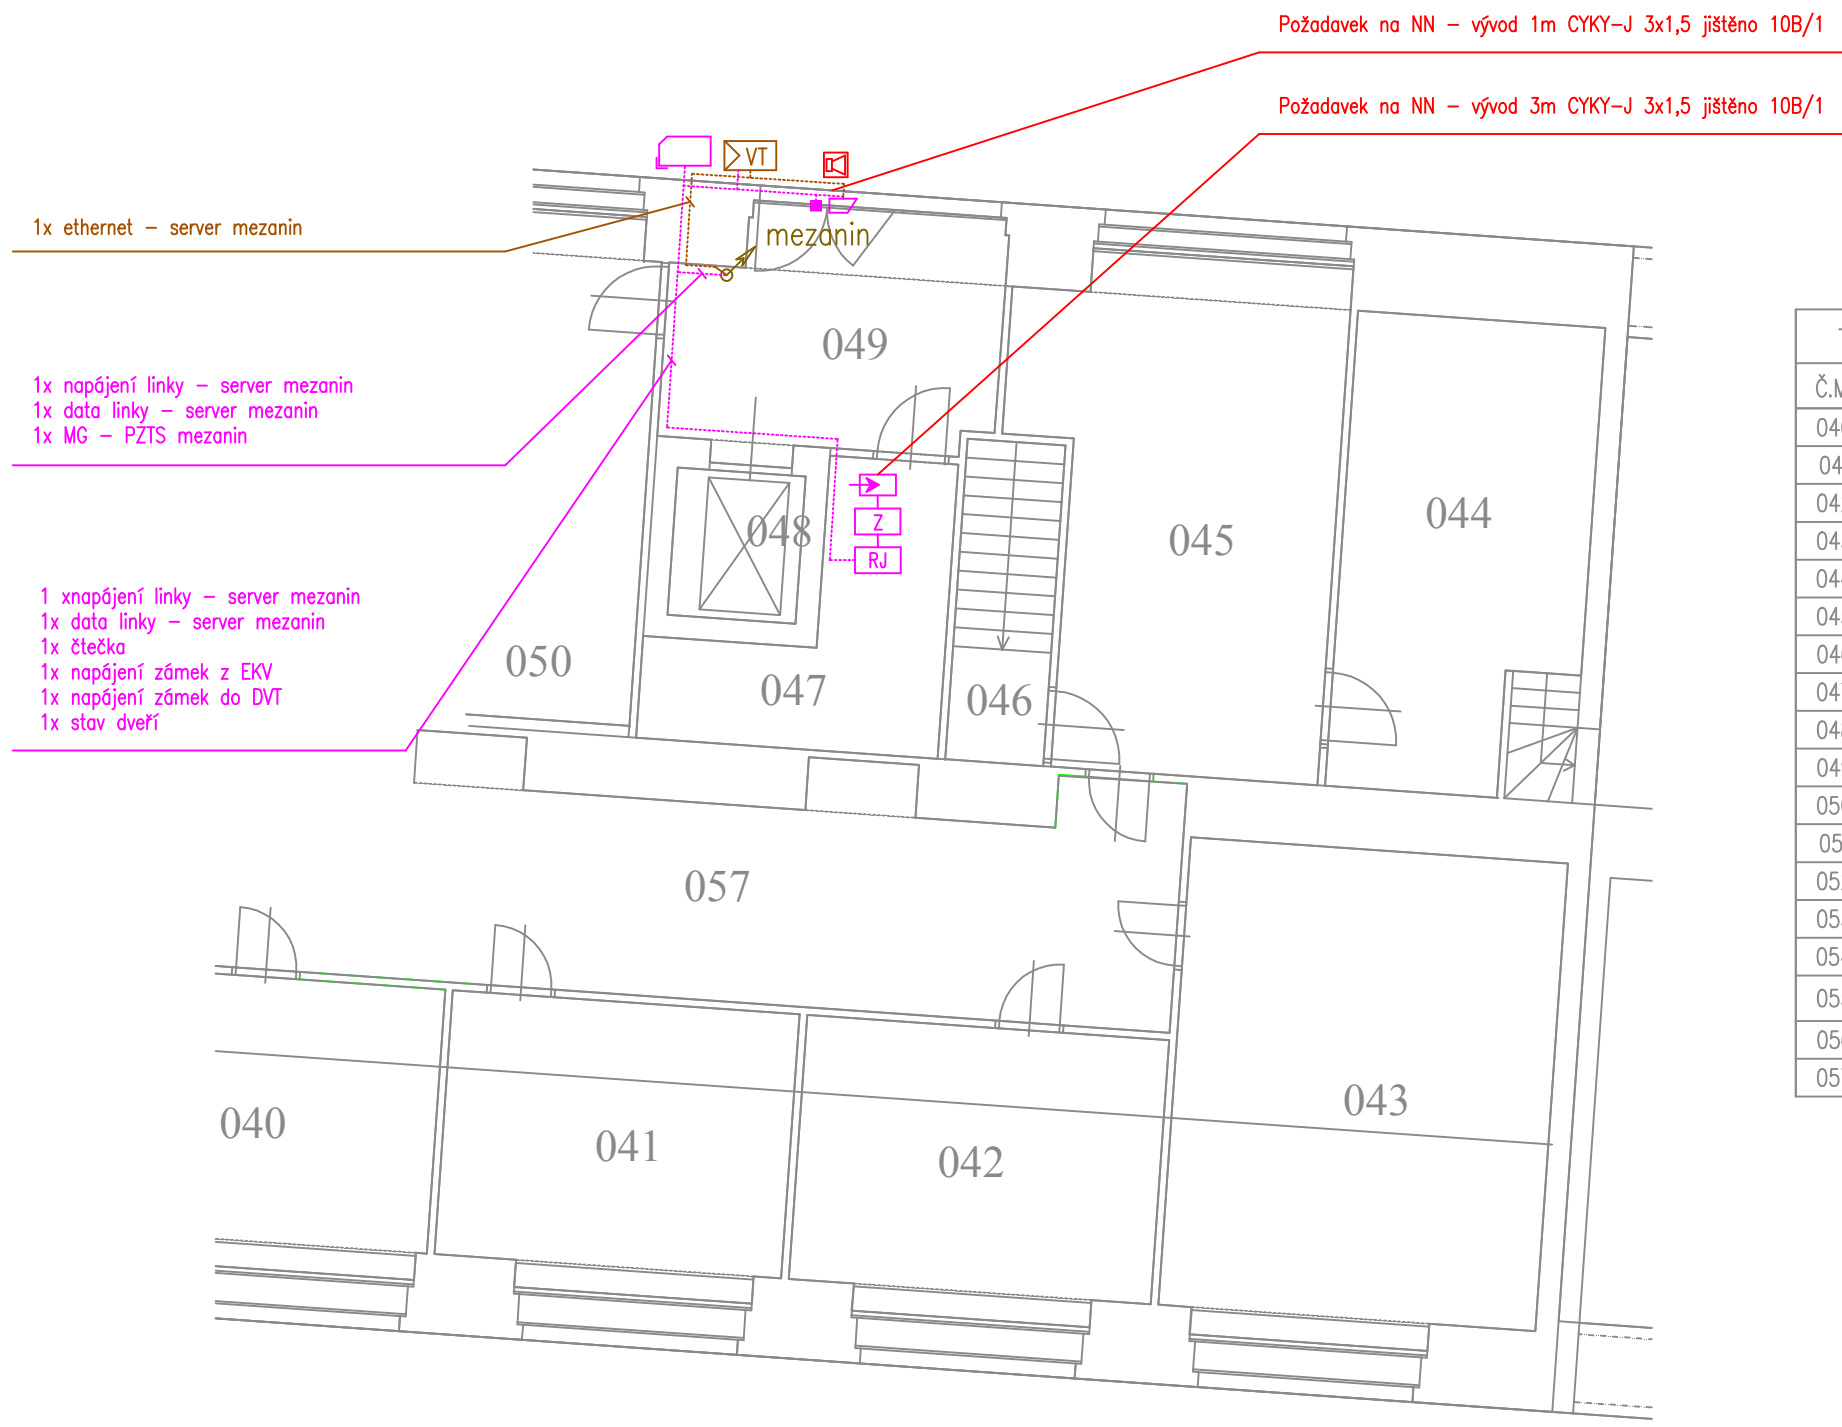 Požadavek na NN – vývod 1m CYKY–J 3x1,5 jištěno 10B/1
Požadavek na NN – vývod 3m CYKY–J 3x1,5 jištěno 10B/1
VT
1x ethernet – server mezanin
mezanin
049
1x napájení linky – server mezanin
1x data linky – server mezanin
1x MG – PZTS mezanin
Z
RJ
048
045
044
1 xnapájení linky – server mezanin
1x data linky – server mezanin
1x čtečka
1x napájení zámek z EKV
1x napájení zámek do DVT
1x stav dveří
050
047
046
057
040
041
042
043